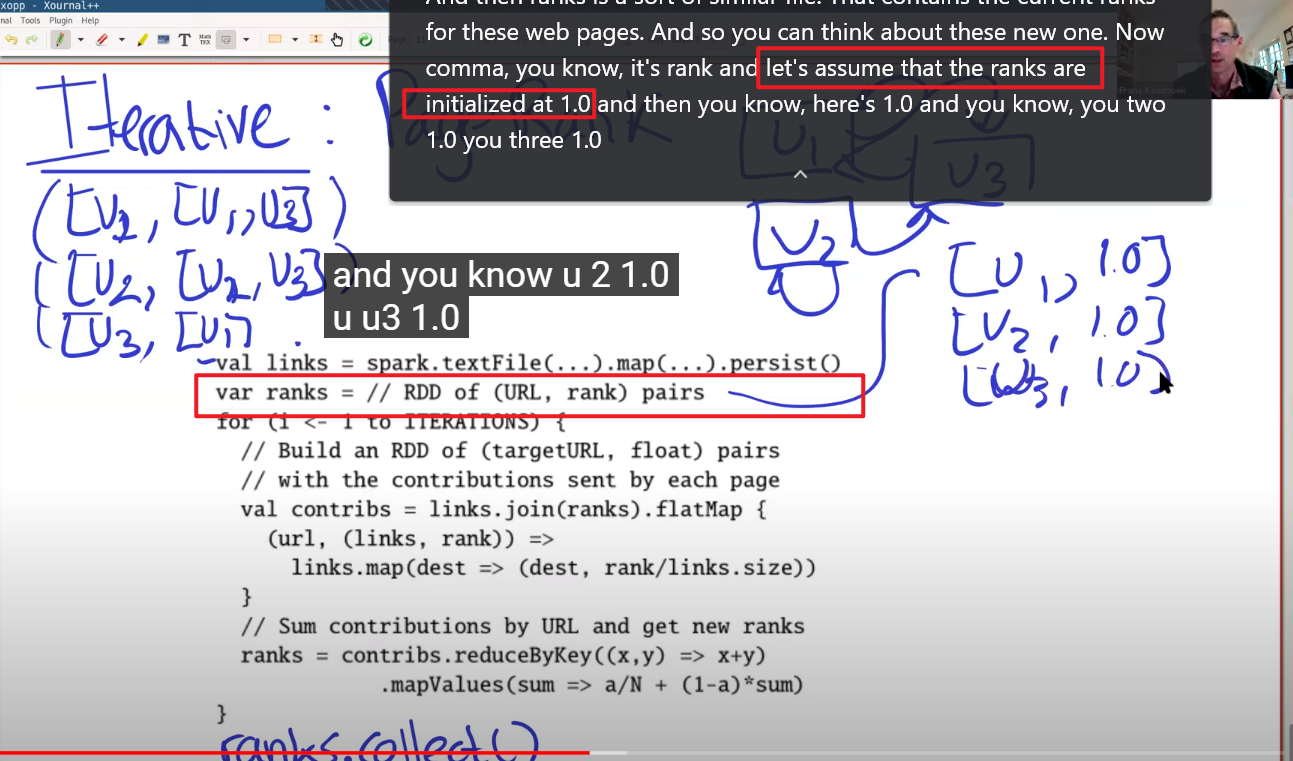 xopp - Xournal++
nal Tools Plugin Help
And then ranks is a sort of similar file. That contains the current ranks
for these web pages. And so you can think about these new one. Now
comma, you know, it's rank and let's assume that the ranks are
initialized at 1.0 and then you know, here's 1.0 and you know, you two
1.0 you three 1.0
Frans Kaashoek
Iterative : PageRank
U1
U3
U2
([U1, [U1, U3])
([U2, [U2, U3])
([U3, [U1]
[U1, 1.0]
[U2, 1.0]
[U3, 1.0]
and you know u 2 1.0
u u3 1.0
val links = spark.textFile(...).map(...).persist()
var ranks = // RDD of (URL, rank) pairs
for (i <- 1 to ITERATIONS) {
// Build an RDD of (targetURL, float) pairs
// with the contributions sent by each page
val contribs = links.join(ranks).flatMap {
(url, (links, rank)) =>
links.map(dest => (dest, rank/links.size))
}
// Sum contributions by URL and get new ranks
ranks = contribs.reduceByKey((x,y) => x+y)
.mapValues(sum => a/N + (1-a)*sum)
}
ranks.collect()